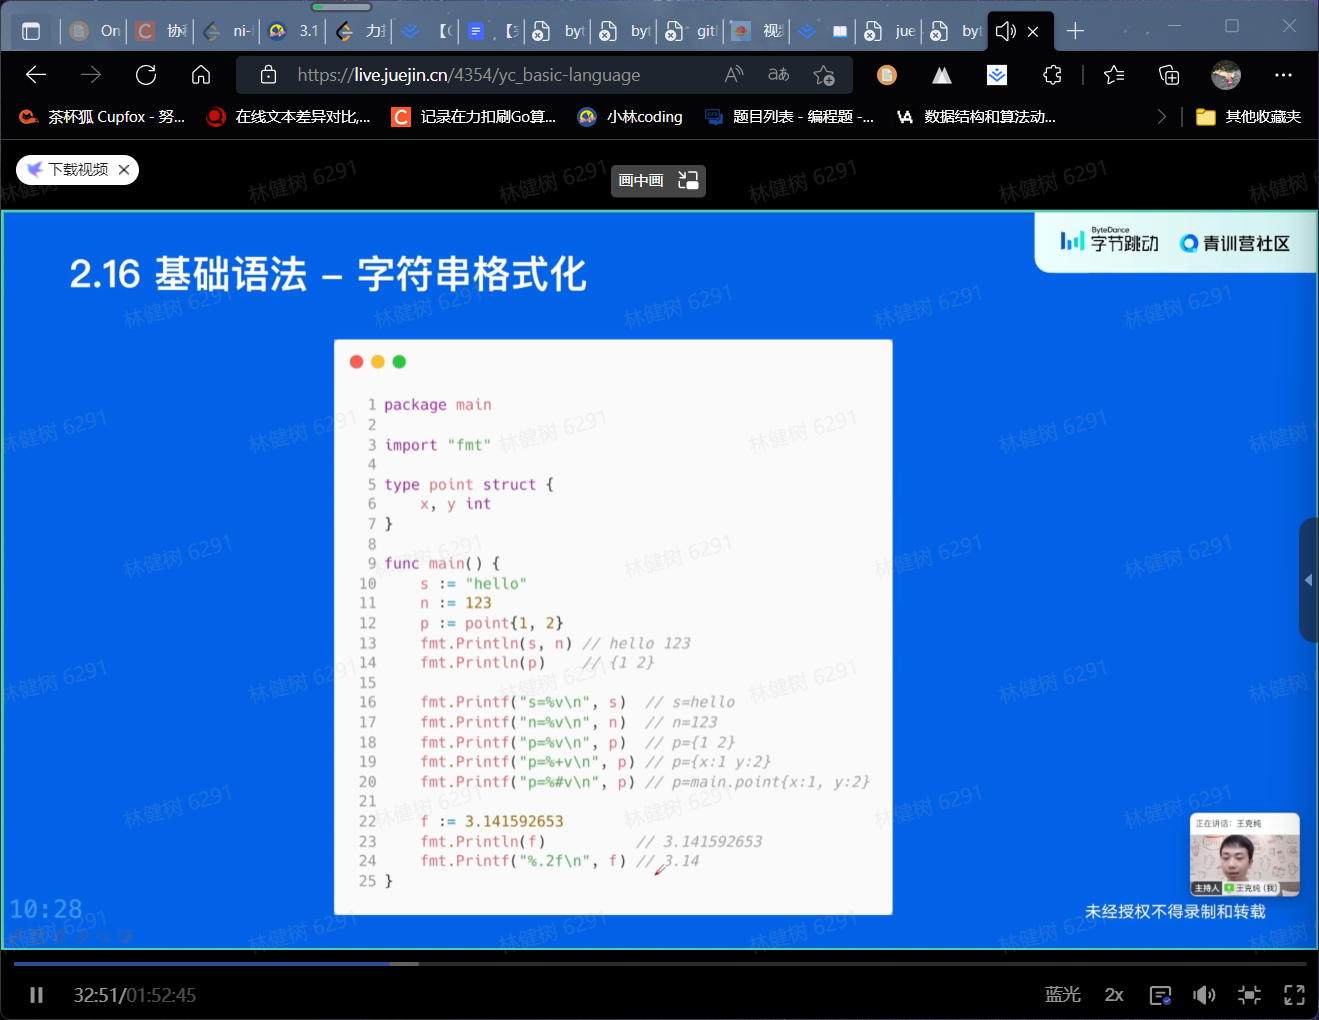 On
C 协和
ni-
3.1
力扣
【C
byt
byt
gitl
jue
byt
https://live.juejin.cn/4354/yc_basic-language
茶杯狐 Cupfox - 努...
在线文本差异对比,...
C 记录在力扣刷Go算...
小林coding
题目列表 - 编程题 -...
VA 数据结构和算法动...
其他收藏夹
下载视频
画中画
ByteDance
字节跳动
青训营社区
2.16 基础语法 – 字符串格式化
林健树 6291
1 package main
2
3 import "fmt"
4
5 type point struct {
6     x, y int
7 }
8
9 func main() {
10     s := "hello"
11     n := 123
12     p := point{1, 2}
13     fmt.Println(s, n) // hello 123
14     fmt.Println(p)    // {1 2}
15
16     fmt.Printf("s=%v\n", s)  // s=hello
17     fmt.Printf("n=%v\n", n)  // n=123
18     fmt.Printf("p=%v\n", p)  // p={1 2}
19     fmt.Printf("p=%+v\n", p) // p={x:1 y:2}
20     fmt.Printf("p=%#v\n", p) // p=main.point{x:1, y:2}
21
22     f := 3.141592653
23     fmt.Println(f)          // 3.141592653
24     fmt.Printf("%.2f\n", f) // 3.14
25 }
正在讲话: 王克纯
主持人 王克纯 (我)
10:28
未经授权不得录制和转载
32:51/01:52:45
蓝光
2x